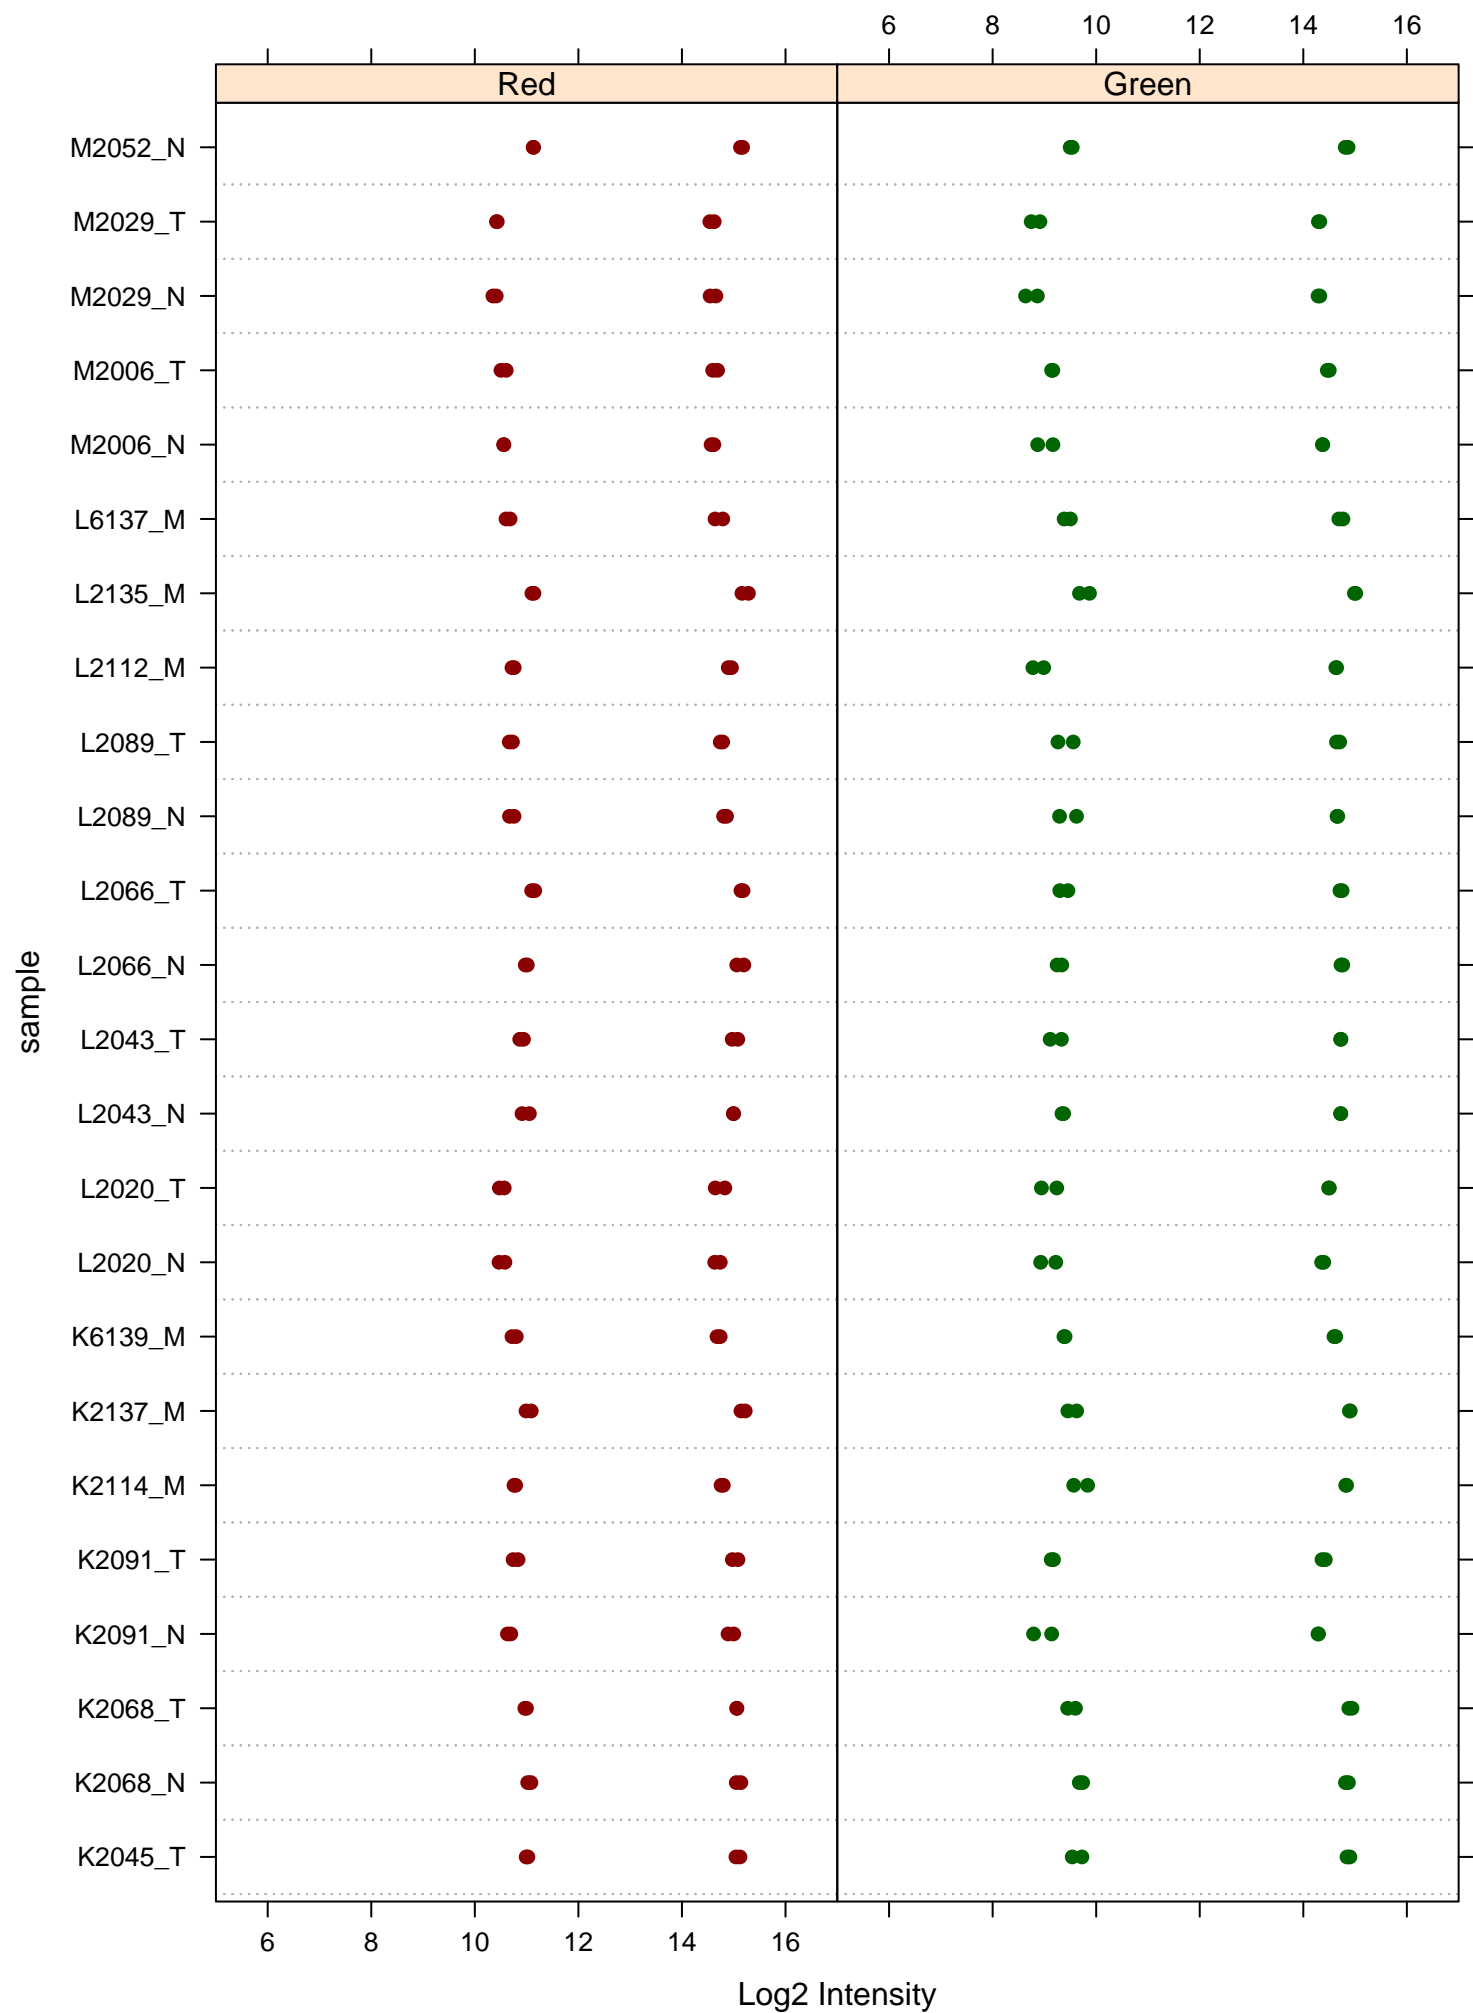 6 8 10 12 14 16
Red Green
M2052_N
M2029_T
M2029_N
M2006_T
M2006_N
L6137_M
L2135_M
L2112_M
L2089_T
L2089_N
L2066_T
L2066_N
L2043_T
L2043_N
L2020_T
L2020_N
K6139_M
K2137_M
K2114_M
K2091_T
K2091_N
K2068_T
K2068_N
K2045_T
sample
6 8 10 12 14 16
Log2 Intensity